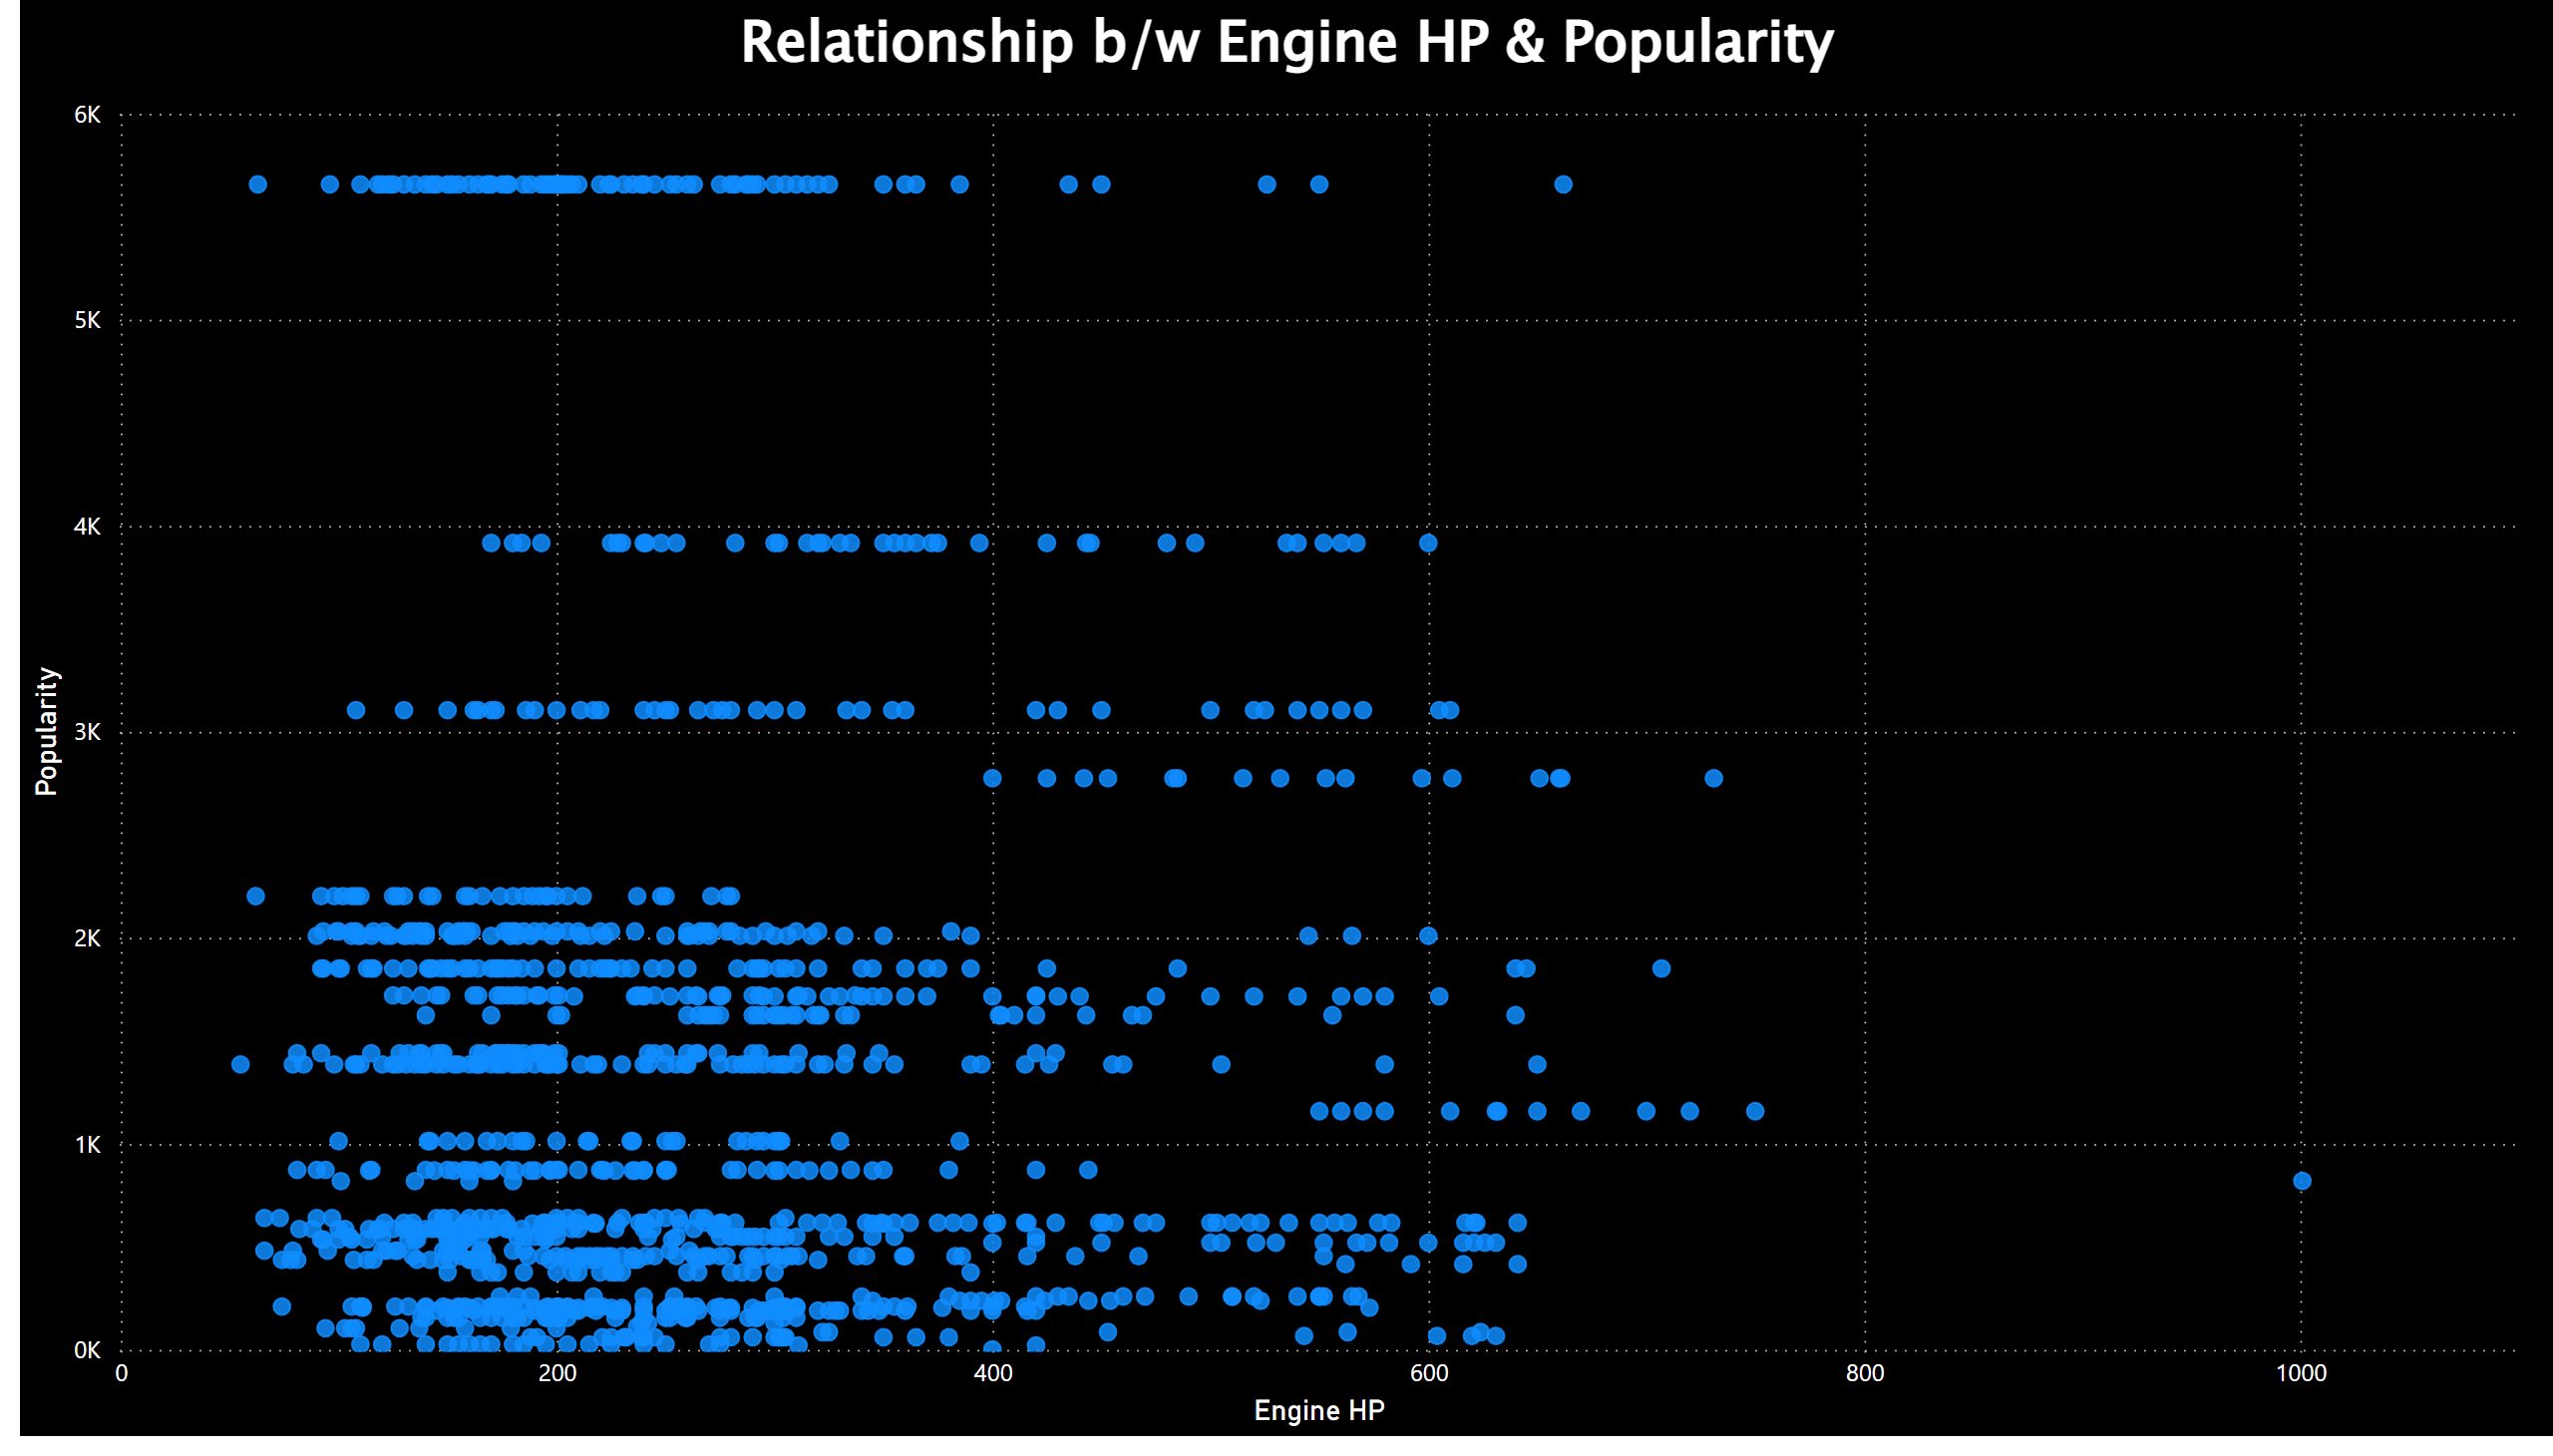 Relationship b/w Engine HP & Popularity
6K
5K
4K
3K
2K
1K
0K
Popularity
0 200 400 600 800 1000
Engine HP